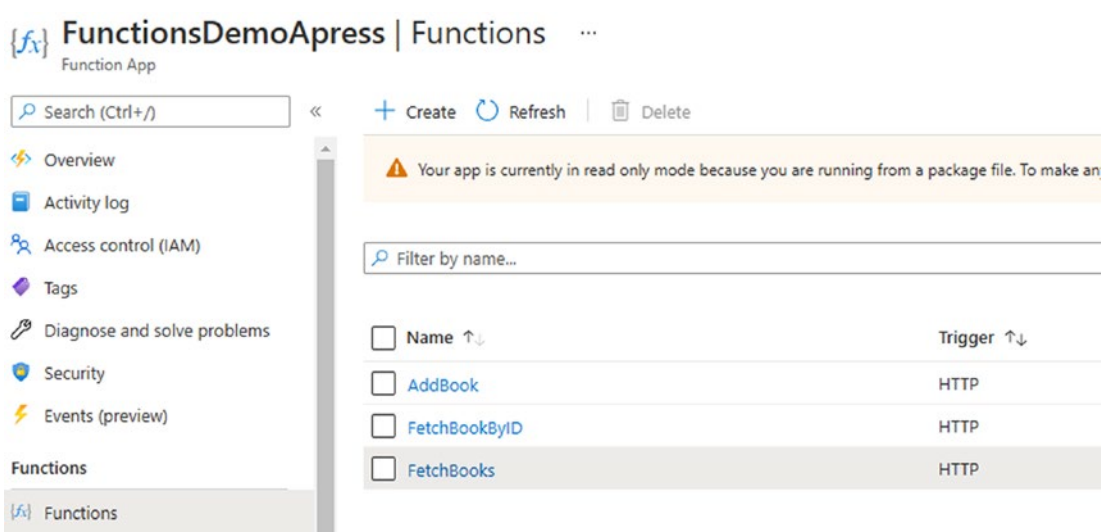 FunctionsDemoApress | Functions ...
Function App
Search (Ctrl+/)
Overview
Activity log
Access control (IAM)
Tags
Diagnose and solve problems
Security
Events (preview)
Functions
Functions
Create Refresh Delete
Your app is currently in read only mode because you are running from a package file. To make an
Filter by name...
Name Trigger
AddBook HTTP
FetchBookByID HTTP
FetchBooks HTTP